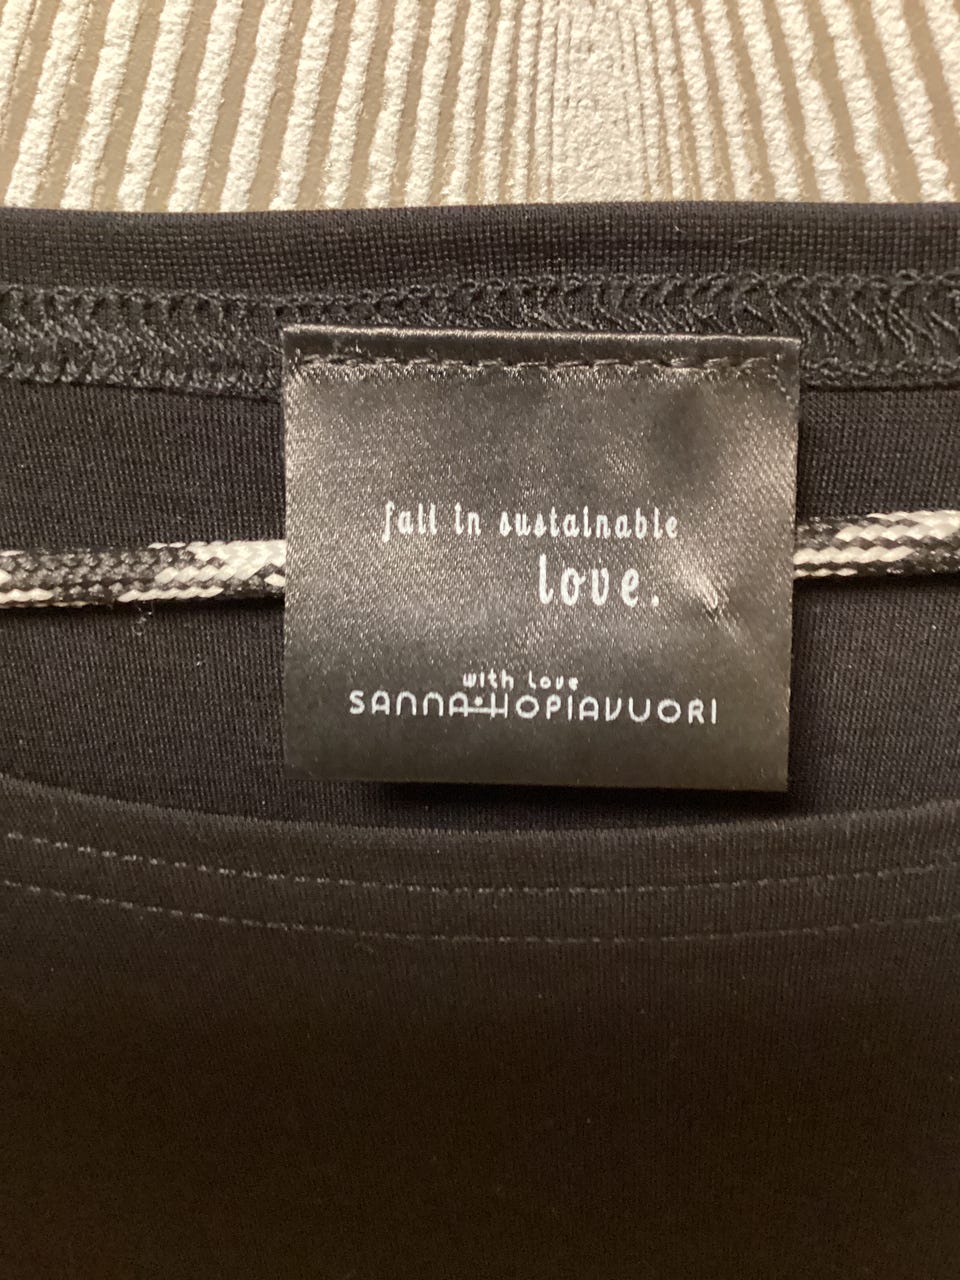 fall in sustainable
love.
with love
SANNA•HOPIAVUORI